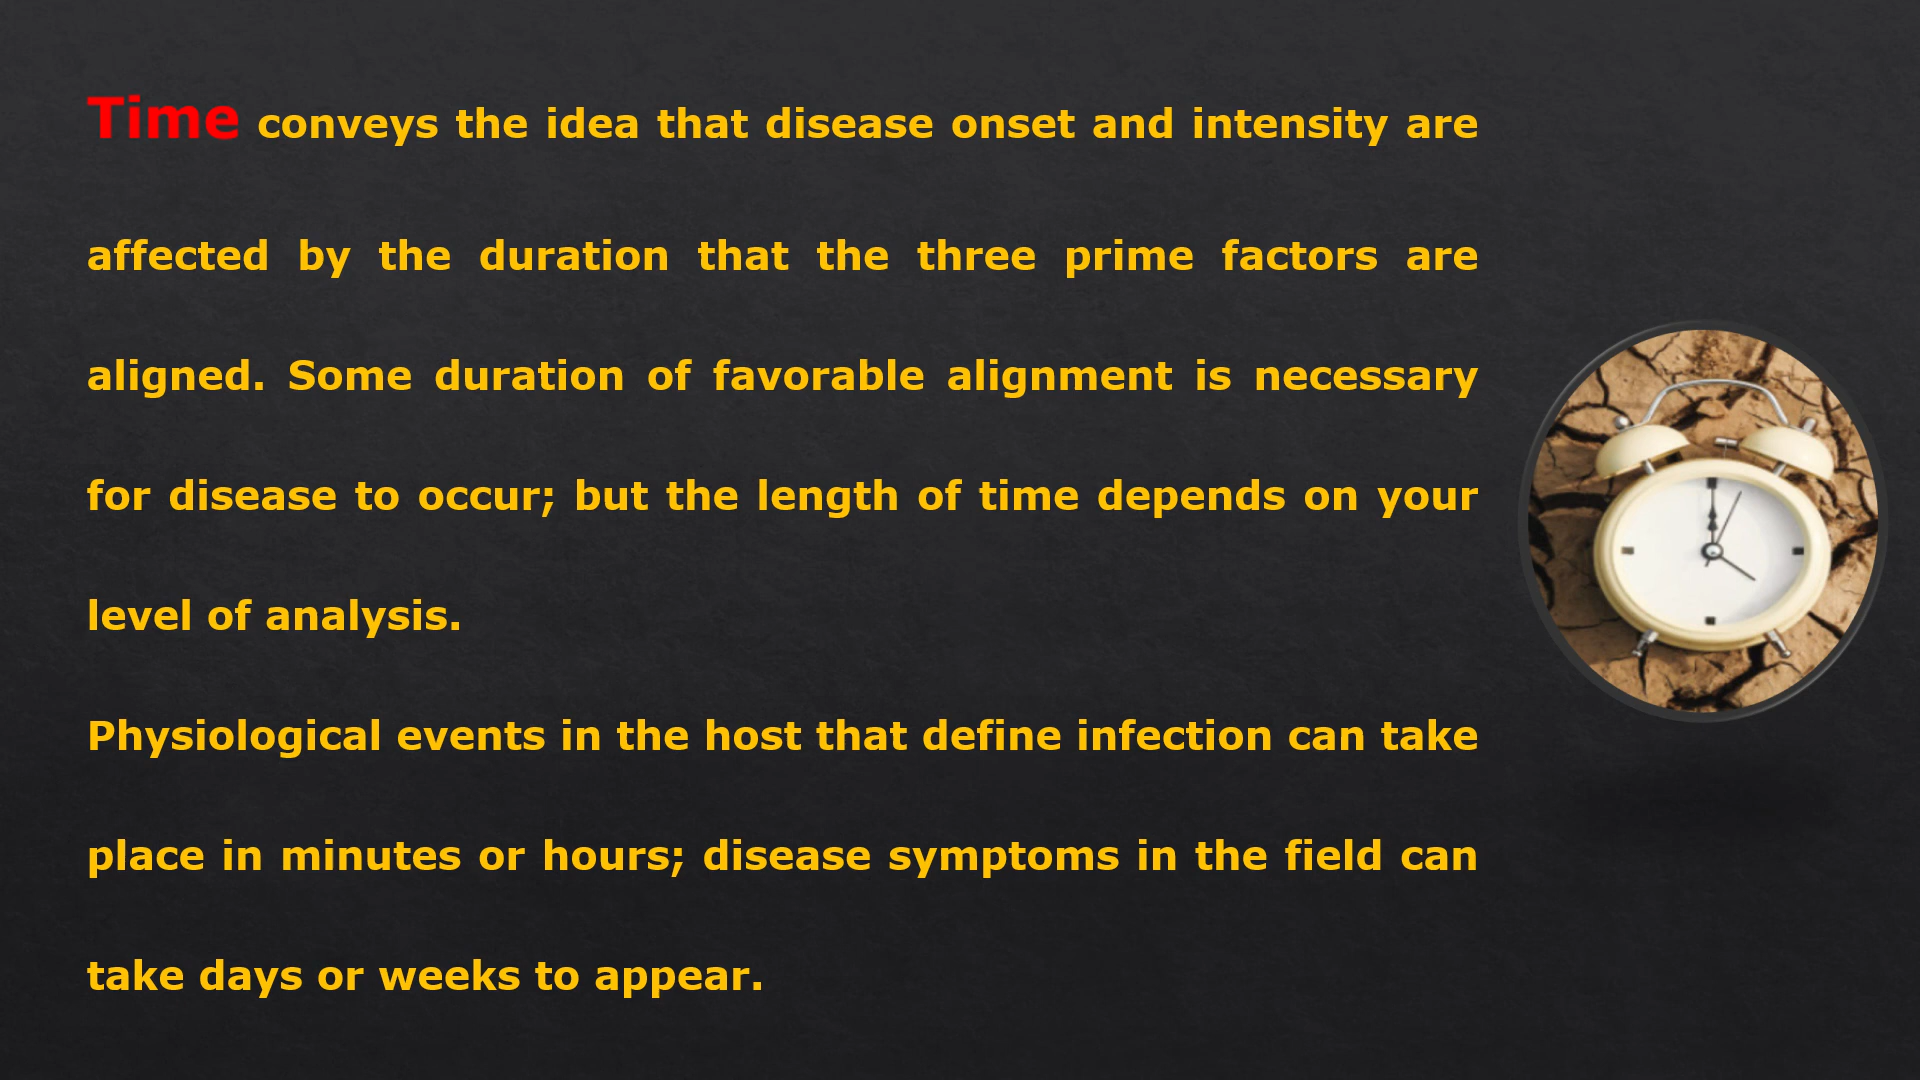 Time conveys the idea that disease onset and intensity are
affected by the duration that the three prime factors are
aligned. Some duration of favorable alignment is necessary
for disease to occur; but the length of time depends on your
level of analysis.
Physiological events in the host that define infection can take
place in minutes or hours; disease symptoms in the field can
take days or weeks to appear.